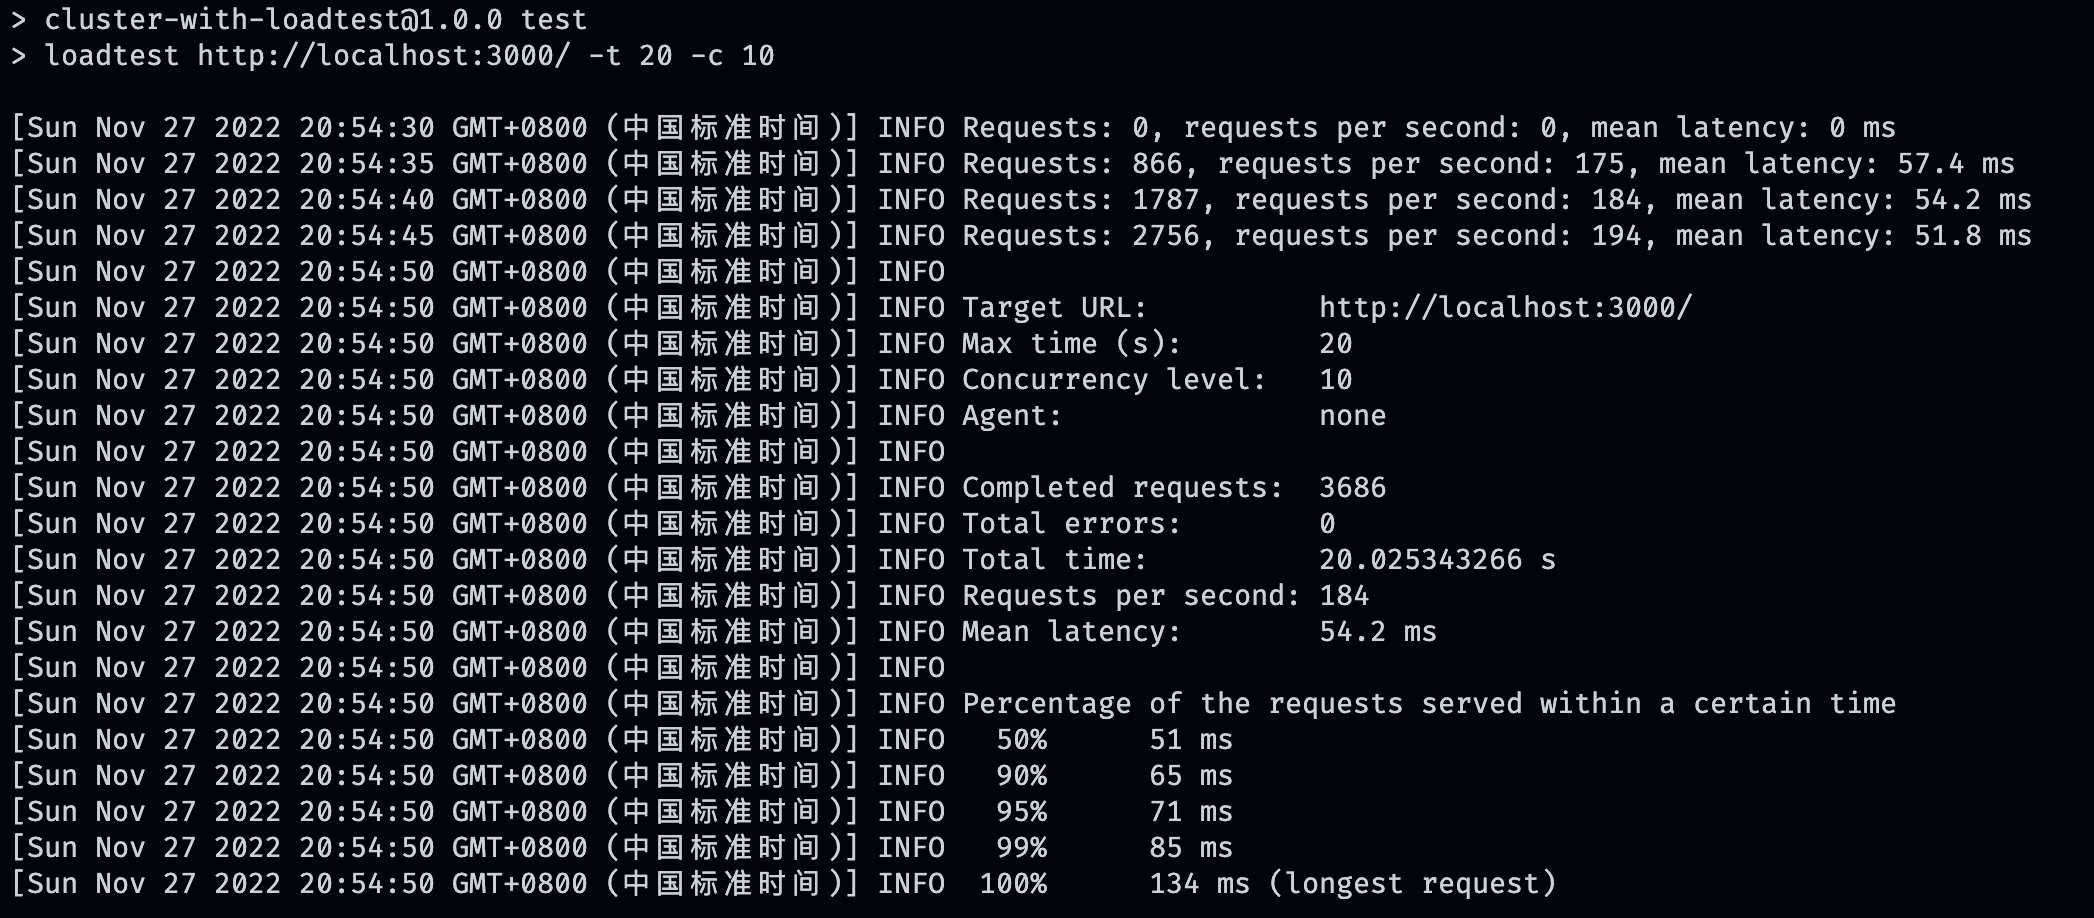 > cluster-with-loadtest@1.0.0 test
> loadtest http://localhost:3000/ -t 20 -c 10
[Sun Nov 27 2022 20:54:30 GMT+0800 (中国标准时间)] INFO Requests: 0, requests per second: 0, mean latency: 0 ms
[Sun Nov 27 2022 20:54:35 GMT+0800 (中国标准时间)] INFO Requests: 866, requests per second: 175, mean latency: 57.4 ms
[Sun Nov 27 2022 20:54:40 GMT+0800 (中国标准时间)] INFO Requests: 1787, requests per second: 184, mean latency: 54.2 ms
[Sun Nov 27 2022 20:54:45 GMT+0800 (中国标准时间)] INFO Requests: 2756, requests per second: 194, mean latency: 51.8 ms
[Sun Nov 27 2022 20:54:50 GMT+0800 (中国标准时间)] INFO
[Sun Nov 27 2022 20:54:50 GMT+0800 (中国标准时间)] INFO Target URL:          http://localhost:3000/
[Sun Nov 27 2022 20:54:50 GMT+0800 (中国标准时间)] INFO Max time (s):        20
[Sun Nov 27 2022 20:54:50 GMT+0800 (中国标准时间)] INFO Concurrency level:   10
[Sun Nov 27 2022 20:54:50 GMT+0800 (中国标准时间)] INFO Agent:               none
[Sun Nov 27 2022 20:54:50 GMT+0800 (中国标准时间)] INFO
[Sun Nov 27 2022 20:54:50 GMT+0800 (中国标准时间)] INFO Completed requests:  3686
[Sun Nov 27 2022 20:54:50 GMT+0800 (中国标准时间)] INFO Total errors:        0
[Sun Nov 27 2022 20:54:50 GMT+0800 (中国标准时间)] INFO Total time:          20.025343266 s
[Sun Nov 27 2022 20:54:50 GMT+0800 (中国标准时间)] INFO Requests per second: 184
[Sun Nov 27 2022 20:54:50 GMT+0800 (中国标准时间)] INFO Mean latency:        54.2 ms
[Sun Nov 27 2022 20:54:50 GMT+0800 (中国标准时间)] INFO
[Sun Nov 27 2022 20:54:50 GMT+0800 (中国标准时间)] INFO Percentage of the requests served within a certain time
[Sun Nov 27 2022 20:54:50 GMT+0800 (中国标准时间)] INFO   50%      51 ms
[Sun Nov 27 2022 20:54:50 GMT+0800 (中国标准时间)] INFO   90%      65 ms
[Sun Nov 27 2022 20:54:50 GMT+0800 (中国标准时间)] INFO   95%      71 ms
[Sun Nov 27 2022 20:54:50 GMT+0800 (中国标准时间)] INFO   99%      85 ms
[Sun Nov 27 2022 20:54:50 GMT+0800 (中国标准时间)] INFO  100%      134 ms (longest request)